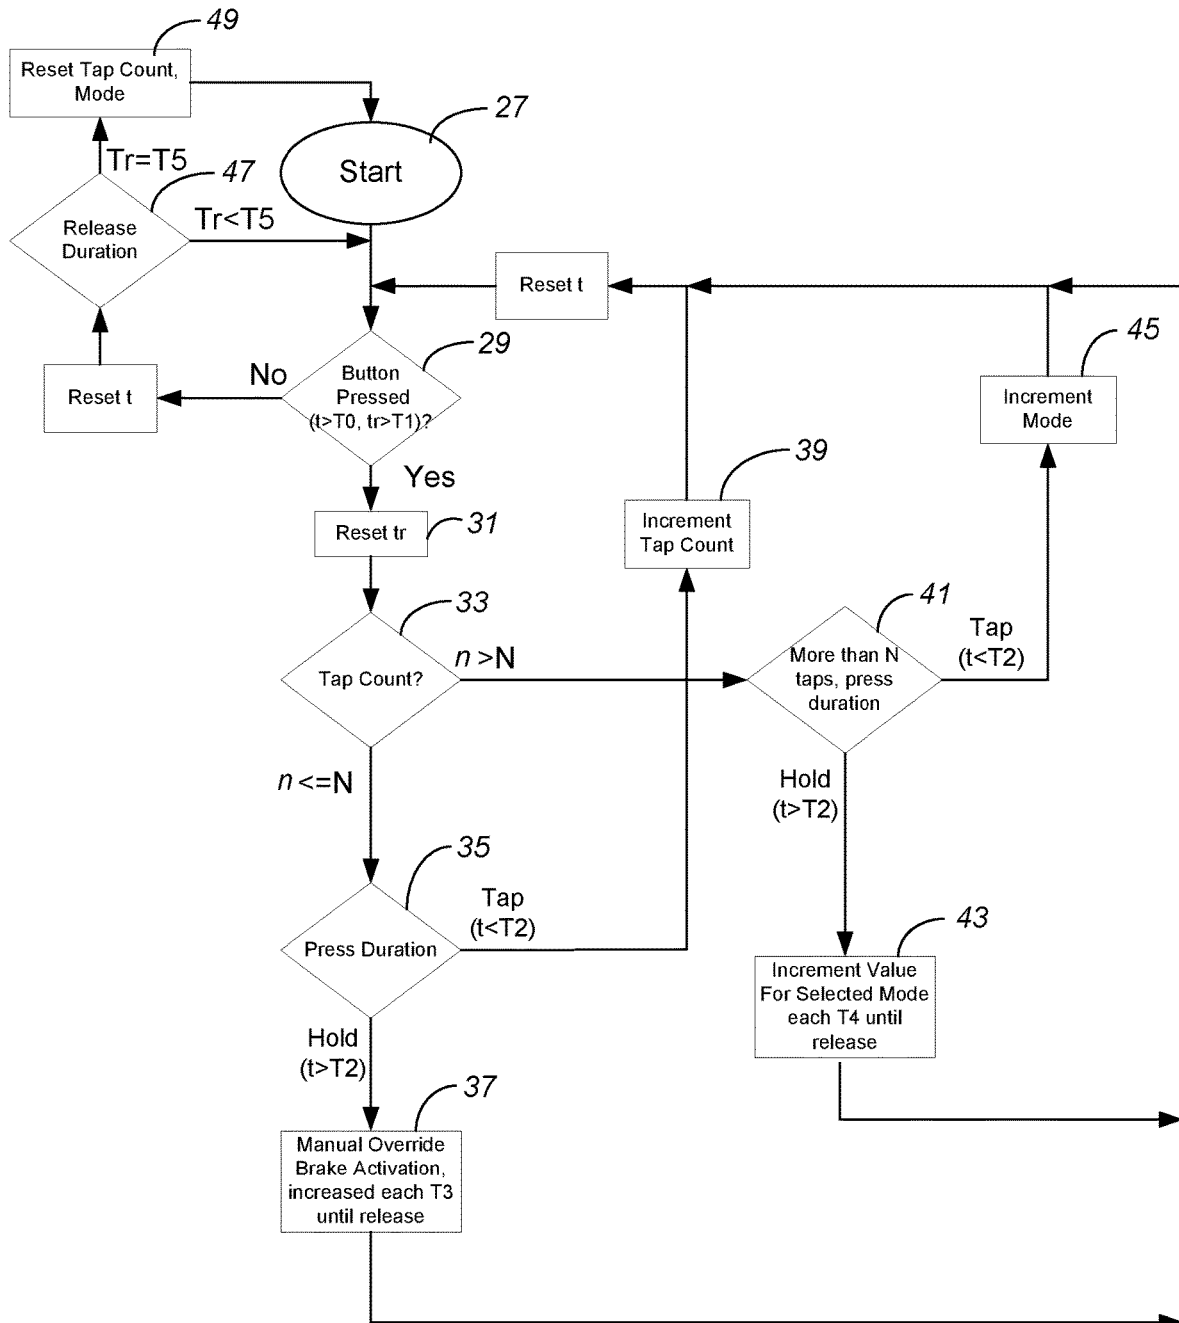 49
Reset Tap Count,
Mode
27
Start
Tr=T5
47
Release
Duration
Tr<T5
Reset t
29
Button
Pressed
(t>T0, tr>T1)?
No
Reset t
45
Increment
Mode
Yes
39
Increment
Tap Count
Reset tr
31
33
Tap Count?
n >N
41
More than N
taps, press
duration
Tap
(t<T2)
n <=N
Hold
(t>T2)
35
Press Duration
Tap
(t<T2)
43
Increment Value
For Selected Mode
each T4 until
release
Hold
(t>T2)
37
Manual Override
Brake Activation,
increased each T3
until release